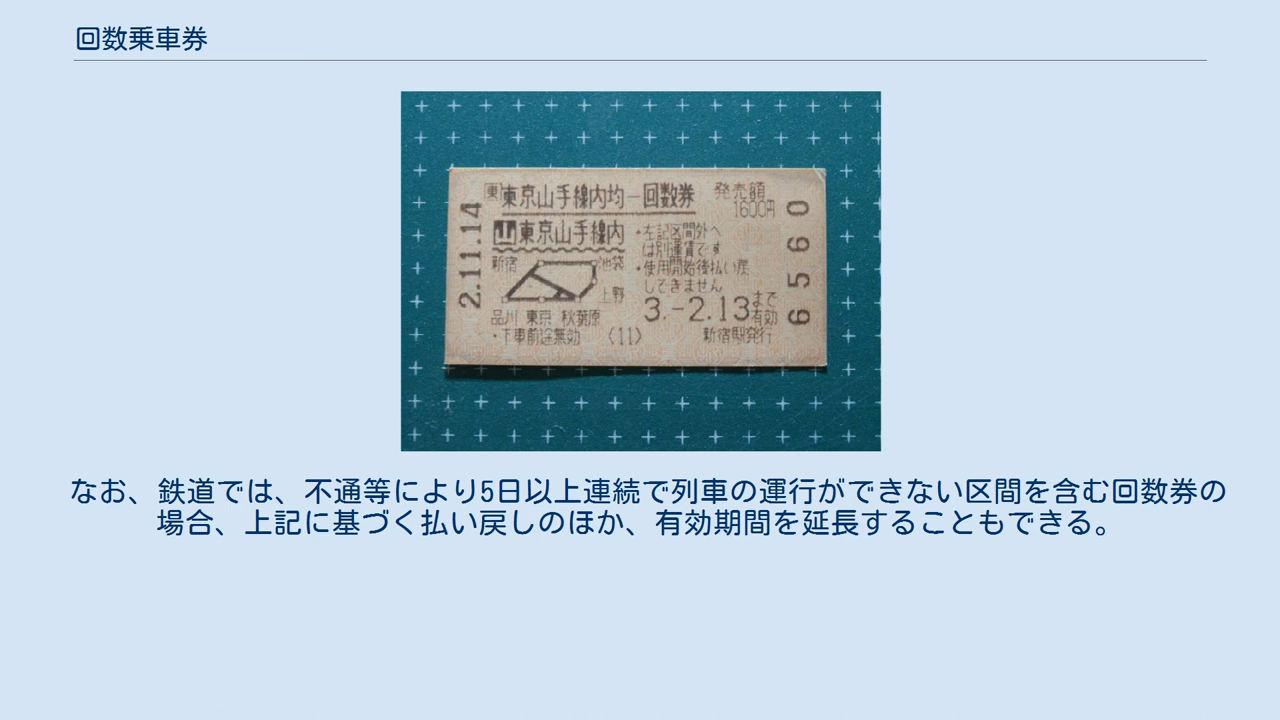 回数乗車券
東 東京山手線内均一回数券
発売額
1600円
2.11.14
山 東京山手線内
新宿 池袋
上野
品川 東京 秋葉原
・下車前途無効 〈11〉
・左記区間外へ
は別運賃です
・使用開始後払い戻
しできません
3.-2.13まで有効
新宿駅発行
6560
なお、鉄道では、不通等により5日以上連続で列車の運行ができない区間を含む回数券の
場合、上記に基づく払い戻しのほか、有効期間を延長することもできる。